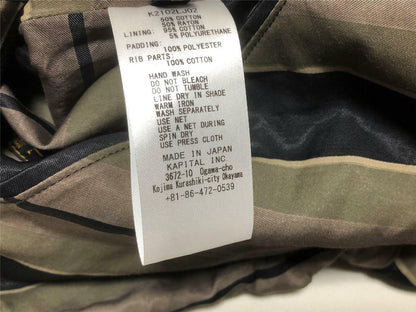 K2102LJ02
50% COTTON
50% RAYON
LINING: 95% COTTON
5% POLYURETHANE
PADDING: 100% POLYESTER
RIB PARTS:
100% COTTON
HAND WASH
DO NOT BLEACH
DO NOT TUMBLE
LINE DRY IN SHADE
WARM IRON
WASH SEPARATELY
USE NET
USE A NET DURING
SPIN DRY
USE PRESS CLOTH
MADE IN JAPAN
KAPITAL INC.
3672-10 Ogawa-cho
Kojima Kurashiki-city Okayama
+81-86-472-0539